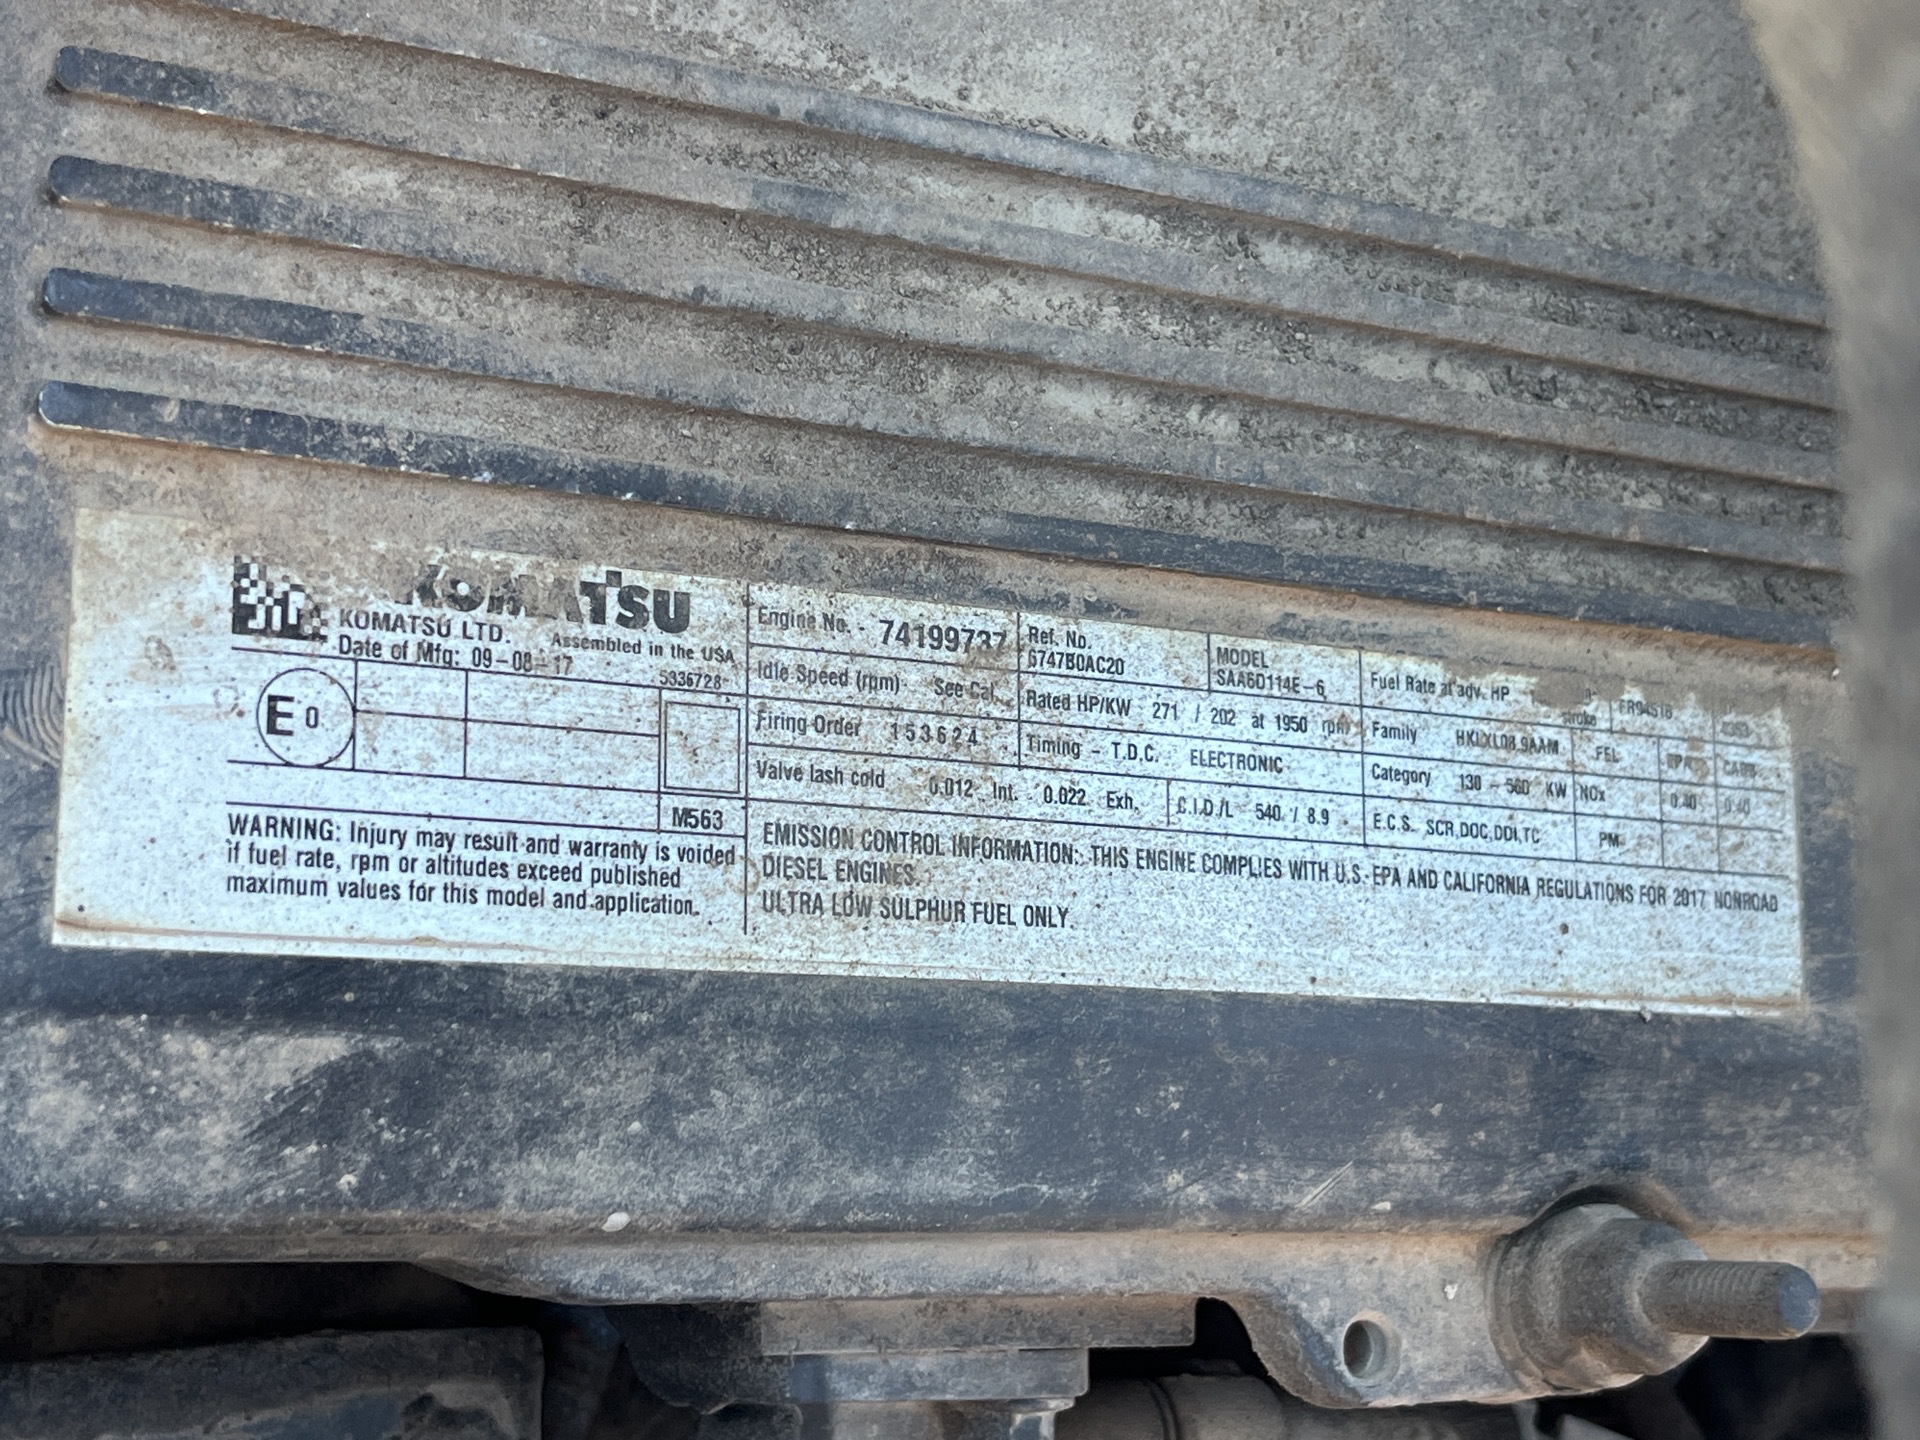 KOMATSU
KOMATSU LTD.
Assembled in the USA
Date of Mfg: 09-08-17
5336728
E 0
M563
WARNING: Injury may result and warranty is voided
if fuel rate, rpm or altitudes exceed published
maximum values for this model and application.
Engine No. 74199737
Ref. No.
6747B0AC20
MODEL
SAA6D114E-6
Fuel Rate at adv. HP
stroke
Idle Speed (rpm) See Cal.
Rated HP/KW 271 / 202 at 1950 rpm
Family HKLXL08.9AAM
FEL
EPA
CARB
Firing Order 153624
Timing - T.D.C. ELECTRONIC
Category 130 - 560 KW
NOx 0.40 0.40
Valve lash cold 0.012 Int. 0.022 Exh.
C.I.D./L 540 / 8.9
E.C.S. SCR,DOC,DDI,TC
PM
EMISSION CONTROL INFORMATION: THIS ENGINE COMPLIES WITH U.S. EPA AND CALIFORNIA REGULATIONS FOR 2017 NONROAD
DIESEL ENGINES.
ULTRA LOW SULPHUR FUEL ONLY.